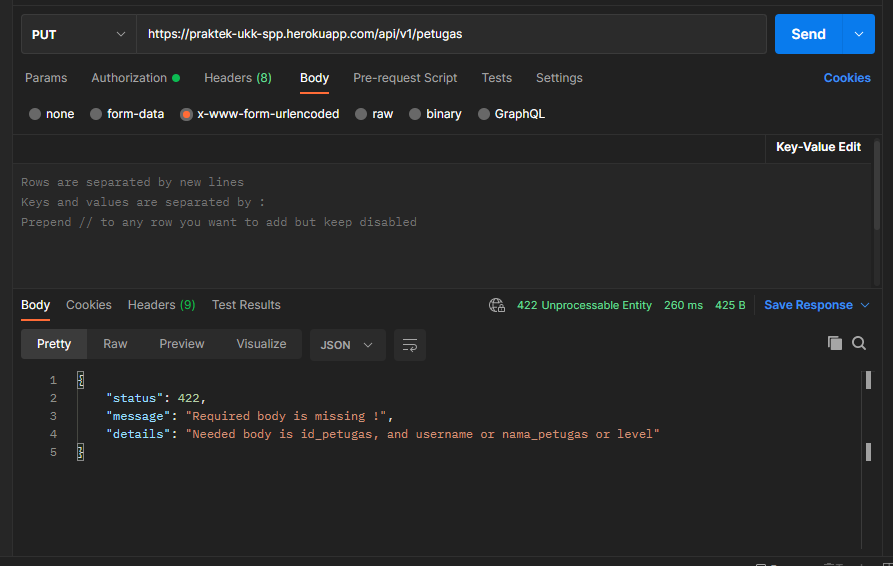 PUT https://praktek-ukk-spp.herokuapp.com/api/v1/petugas Send
Params Authorization Headers (8) Body Pre-request Script Tests Settings Cookies
none form-data x-www-form-urlencoded raw binary GraphQL
Key-Value Edit
Rows are separated by new lines
Keys and values are separated by :
Prepend // to any row you want to add but keep disabled
Body Cookies Headers (9) Test Results 422 Unprocessable Entity 260 ms 425 B Save Response
Pretty Raw Preview Visualize JSON
1 {
2 "status": 422,
3 "message": "Required body is missing !",
4 "details": "Needed body is id_petugas, and username or nama_petugas or level"
5 }